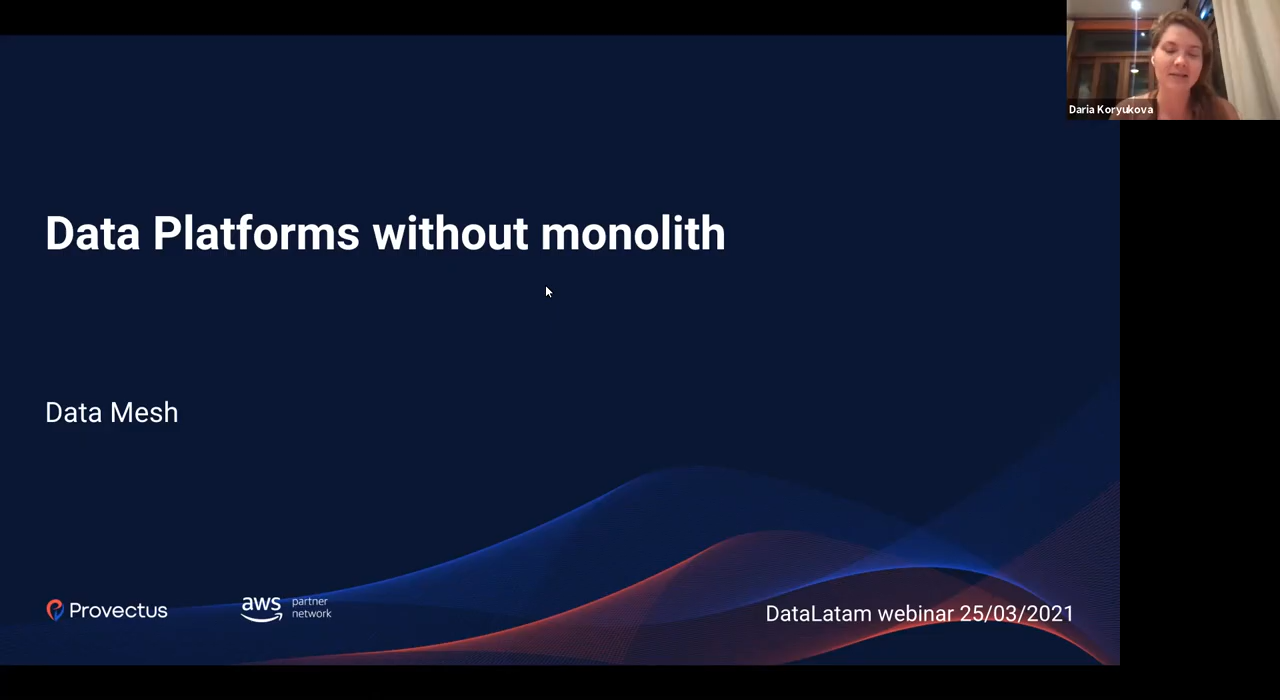 Daria Koryukova
Data Platforms without monolith
Data Mesh
Provectus
aws partner network
DataLatam webinar 25/03/2021